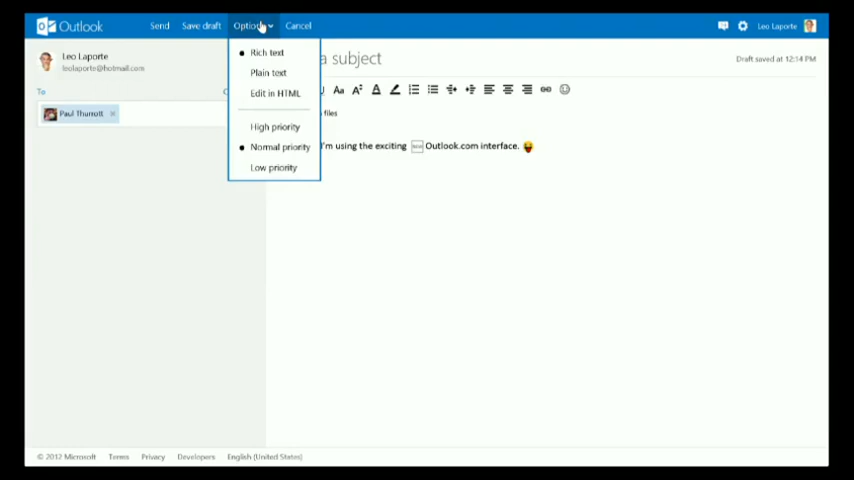 Outlook Send Save draft Options Cancel Leo Laporte
Leo Laporte
leolaporte@hotmail.com
To
Paul Thurrott
Rich text
Plain text
Edit in HTML
High priority
Normal priority
Low priority
a subject
Draft saved at 12:14 PM
Aa A A
files
I'm using the exciting Outlook.com interface.
© 2012 Microsoft Terms Privacy Developers English (United States)